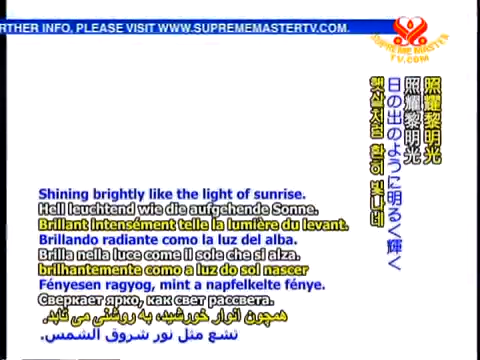 RTHER INFO, PLEASE VISIT WWW.SUPREMEMASTERTV.COM.
SUPREME MASTER
TV.COM
照耀黎明光
照耀黎明光
日の出のように明るく輝く
햇살처럼 환히 빛나네
Shining brightly like the light of sunrise.
Hell leuchtend wie die aufgehende Sonne.
Brillant intensément telle la lumière du levant.
Brillando radiante como la luz del alba.
Brilla nella luce come il sole che si alza.
brilhantemente como a luz do sol nascer
Fényesen ragyog, mint a napfelkelte fénye.
Сверкает ярко, как свет рассвета.
همچون انوار خورشید، به روشنی می تابد.
تشع مثل نور شروق الشمس.